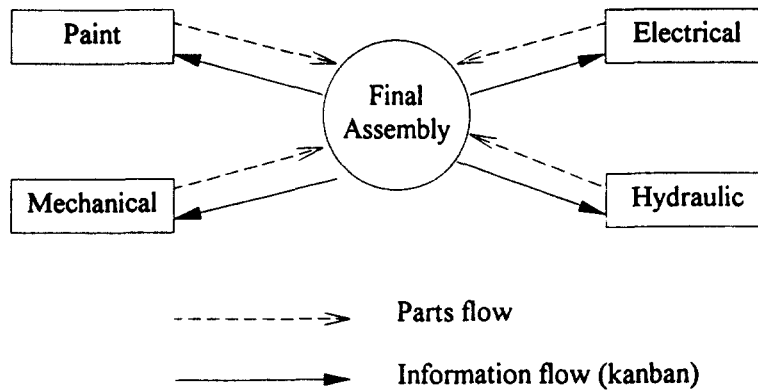 Paint
Electrical
Final
Assembly
Mechanical
Hydraulic
Parts flow
Information flow (kanban)